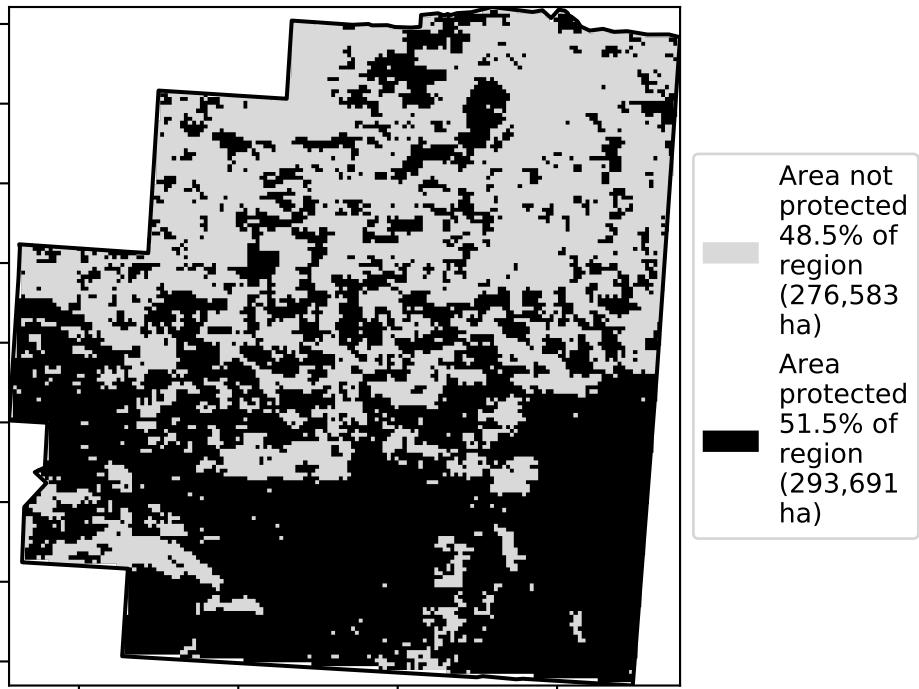 Area not
protected
48.5% of
region
(276,583
ha)
Area
protected
51.5% of
region
(293,691
ha)